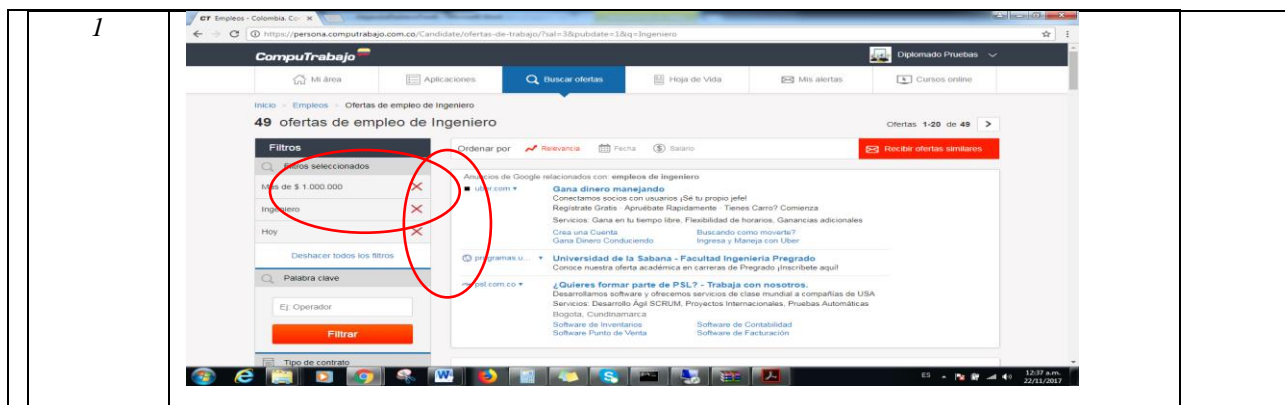 1
CT Empleos - Colombia. Co
https://persona.computrabajo.com.co/Candidate/ofertas-de-trabajo/?sal=3&pubdate=1&q=Ingeniero
CompuTrabajo
Diplomado Pruebas
Mi área
Aplicaciones
Buscar ofertas
Hoja de Vida
Mis alertas
Cursos online
Inicio > Empleos > Ofertas de empleo de Ingeniero
49 ofertas de empleo de Ingeniero
Ofertas 1-20 de 49 >
Filtros
Filtros seleccionados
Más de $ 1.000.000
Ingeniero
Hoy
Deshacer todos los filtros
Palabra clave
Ej: Operador
Filtrar
Tipo de contrato
Ordenar por Relevancia Fecha Salario
Recibir ofertas similares
Anuncios de Google relacionados con: empleos de ingeniero
uber.com
Gana dinero manejando
Conectamos socios con usuarios ¡Sé tu propio jefe!
Regístrate Gratis · Apruébate Rapidamente · Tienes Carro? Comienza
Servicios: Gana en tu tiempo libre, Flexibilidad de horarios, Ganancias adicionales
Crea una Cuenta
Buscando como moverte?
Gana Dinero Conduciendo
Ingresa y Maneja con Uber
programas.u...
Universidad de la Sabana - Facultad Ingeniería Pregrado
Conoce nuestra oferta académica en carreras de Pregrado ¡Inscríbete aquí!
psl.com.co
¿Quieres formar parte de PSL? - Trabaja con nosotros.
Desarrollamos software y ofrecemos servicios de clase mundial a compañías de USA
Servicios: Desarrollo Ágil SCRUM, Proyectos Internacionales, Pruebas Automáticas
Bogota, Cundinamarca
Software de Inventarios
Software de Contabilidad
Software Punto de Venta
Software de Facturación
ES
12:37 a.m.
22/11/2017